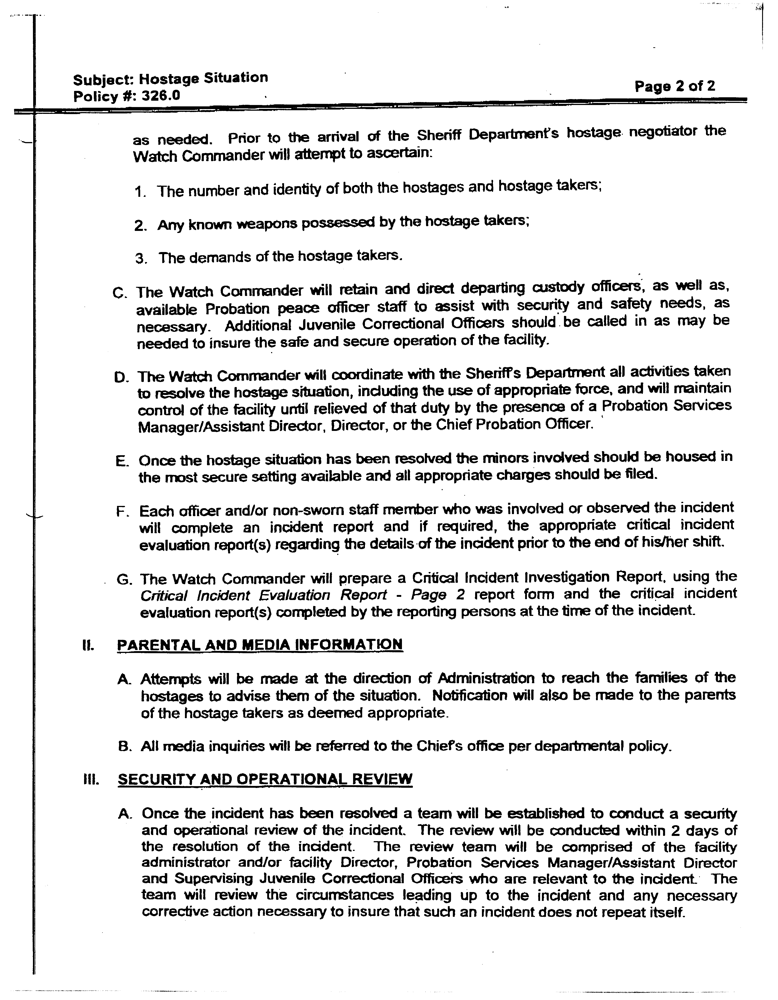 Subject: Hostage Situation
Policy #: 326.0
Page 2 of 2
as needed. Prior to the arrival of the Sheriff Department's hostage negotiator the
Watch Commander will attempt to ascertain:
1. The number and identity of both the hostages and hostage takers;
2. Any known weapons possessed by the hostage takers;
3. The demands of the hostage takers.
C. The Watch Commander will retain and direct departing custody officers, as well as,
available Probation peace officer staff to assist with security and safety needs, as
necessary. Additional Juvenile Correctional Officers should be called in as may be
needed to insure the safe and secure operation of the facility.
D. The Watch Commander will coordinate with the Sheriff's Department all activities taken
to resolve the hostage situation, including the use of appropriate force, and will maintain
control of the facility until relieved of that duty by the presence of a Probation Services
Manager/Assistant Director, Director, or the Chief Probation Officer.
E. Once the hostage situation has been resolved the minors involved should be housed in
the most secure setting available and all appropriate charges should be filed.
F. Each officer and/or non-sworn staff member who was involved or observed the incident
will complete an incident report and if required, the appropriate critical incident
evaluation report(s) regarding the details of the incident prior to the end of his/her shift.
G. The Watch Commander will prepare a Critical Incident Investigation Report, using the
Critical Incident Evaluation Report - Page 2 report form and the critical incident
evaluation report(s) completed by the reporting persons at the time of the incident.
II. PARENTAL AND MEDIA INFORMATION
A. Attempts will be made at the direction of Administration to reach the families of the
hostages to advise them of the situation. Notification will also be made to the parents
of the hostage takers as deemed appropriate.
B. All media inquiries will be referred to the Chief's office per departmental policy.
III. SECURITY AND OPERATIONAL REVIEW
A. Once the incident has been resolved a team will be established to conduct a security
and operational review of the incident. The review will be conducted within 2 days of
the resolution of the incident. The review team will be comprised of the facility
administrator and/or facility Director, Probation Services Manager/Assistant Director
and Supervising Juvenile Correctional Officers who are relevant to the incident. The
team will review the circumstances leading up to the incident and any necessary
corrective action necessary to insure that such an incident does not repeat itself.